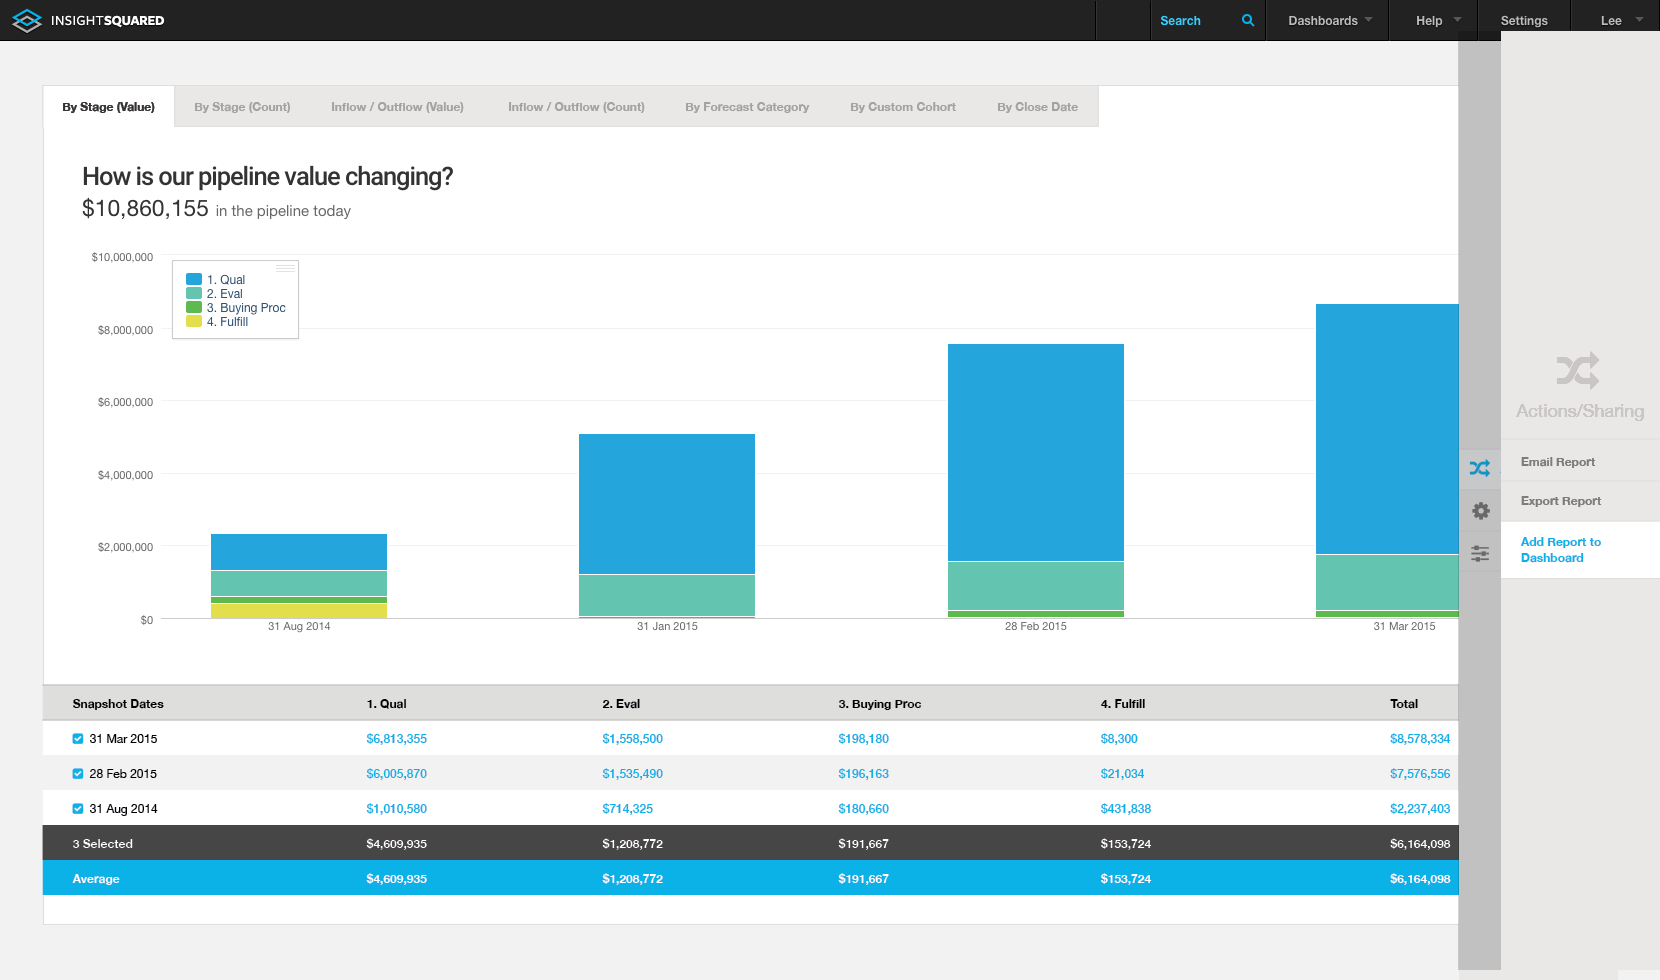 INSIGHTSQUARED
Search Dashboards Help Settings Lee
By Stage (Value) By Stage (Count) Inflow / Outflow (Value) Inflow / Outflow (Count) By Forecast Category By Custom Cohort By Close Date
How is our pipeline value changing?
$10,860,155 in the pipeline today
$10,000,000
$8,000,000
$6,000,000
$4,000,000
$2,000,000
$0
1. Qual
2. Eval
3. Buying Proc
4. Fulfill
31 Aug 2014 31 Jan 2015 28 Feb 2015 31 Mar 2015
Actions/Sharing
Email Report
Export Report
Add Report to
Dashboard
Snapshot Dates 1. Qual 2. Eval 3. Buying Proc 4. Fulfill Total
31 Mar 2015 $6,813,355 $1,558,500 $198,180 $8,300 $8,578,334
28 Feb 2015 $6,005,870 $1,535,490 $196,163 $21,034 $7,576,556
31 Aug 2014 $1,010,580 $714,325 $180,660 $431,838 $2,237,403
3 Selected $4,609,935 $1,208,772 $191,667 $153,724 $6,164,098
Average $4,609,935 $1,208,772 $191,667 $153,724 $6,164,098